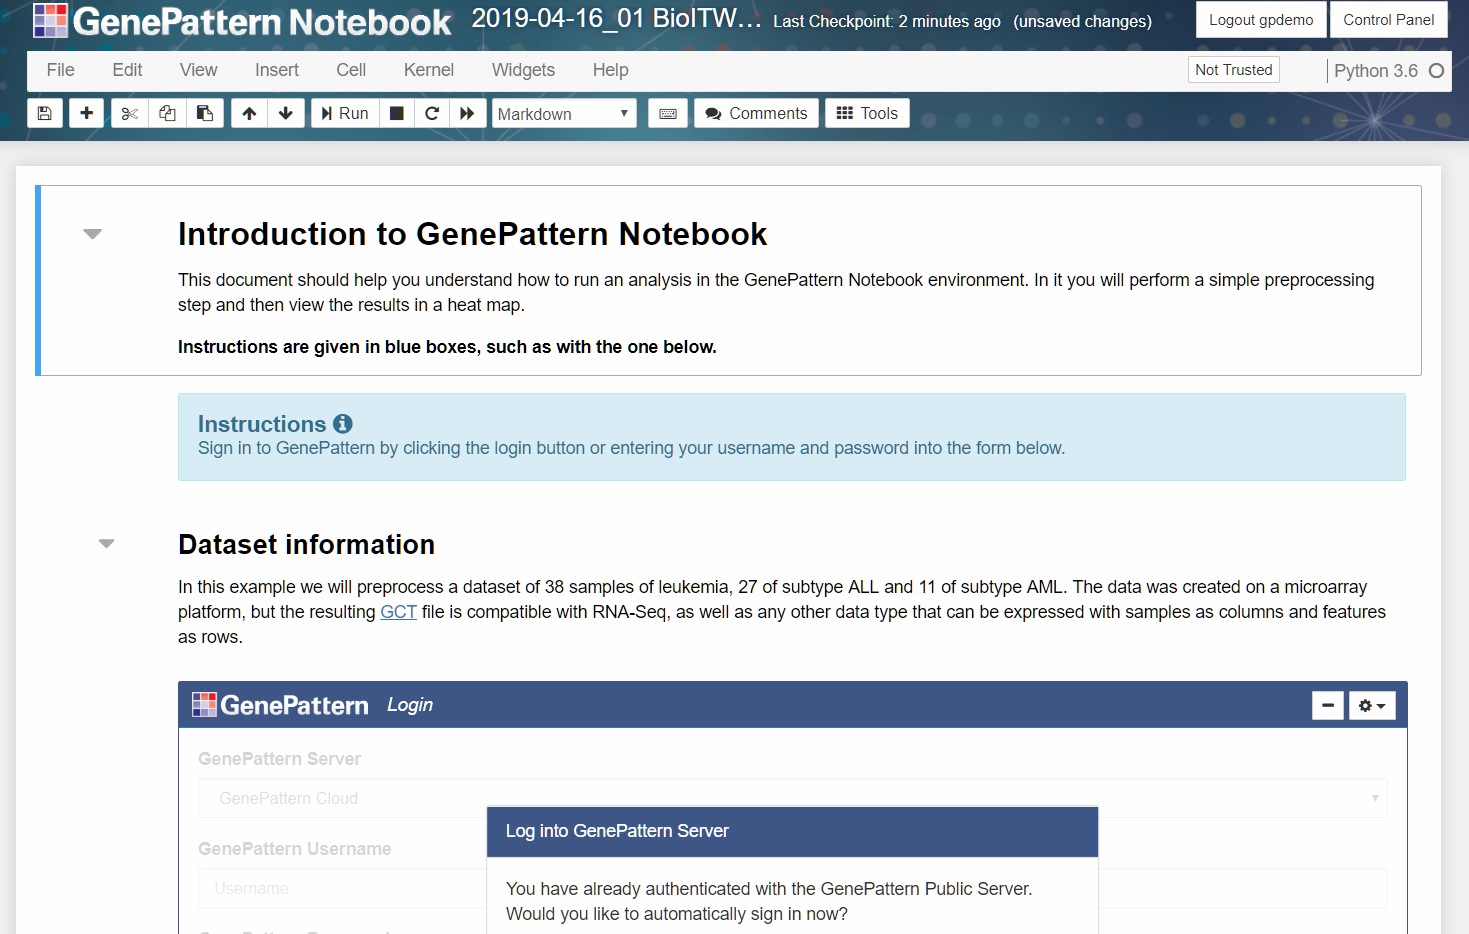 GenePattern Notebook 2019-04-16_01 BioITW... Last Checkpoint: 2 minutes ago (unsaved changes) Logout gpdemo Control Panel
File Edit View Insert Cell Kernel Widgets Help Not Trusted Python 3.6
Run Markdown Comments Tools
Introduction to GenePattern Notebook
This document should help you understand how to run an analysis in the GenePattern Notebook environment. In it you will perform a simple preprocessing
step and then view the results in a heat map.
Instructions are given in blue boxes, such as with the one below.
Instructions
Sign in to GenePattern by clicking the login button or entering your username and password into the form below.
Dataset information
In this example we will preprocess a dataset of 38 samples of leukemia, 27 of subtype ALL and 11 of subtype AML. The data was created on a microarray
platform, but the resulting GCT file is compatible with RNA-Seq, as well as any other data type that can be expressed with samples as columns and features
as rows.
GenePattern Login
GenePattern Server
GenePattern Cloud
Log into GenePattern Server
GenePattern Username
Username
You have already authenticated with the GenePattern Public Server.
Would you like to automatically sign in now?